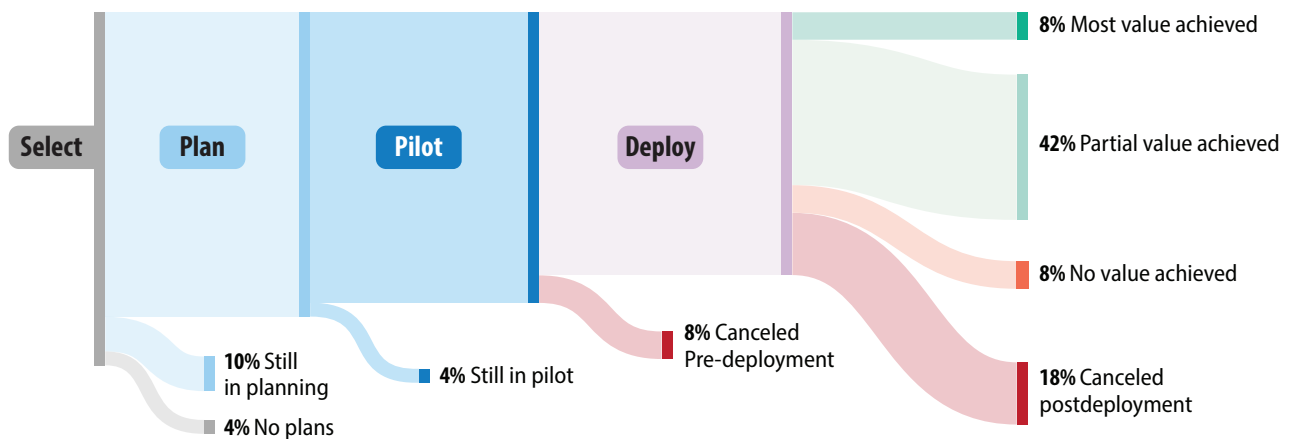 Select
Plan
Pilot
Deploy
8% Most value achieved
42% Partial value achieved
8% No value achieved
18% Canceled
postdeployment
8% Canceled
Pre-deployment
4% Still in pilot
10% Still
in planning
4% No plans